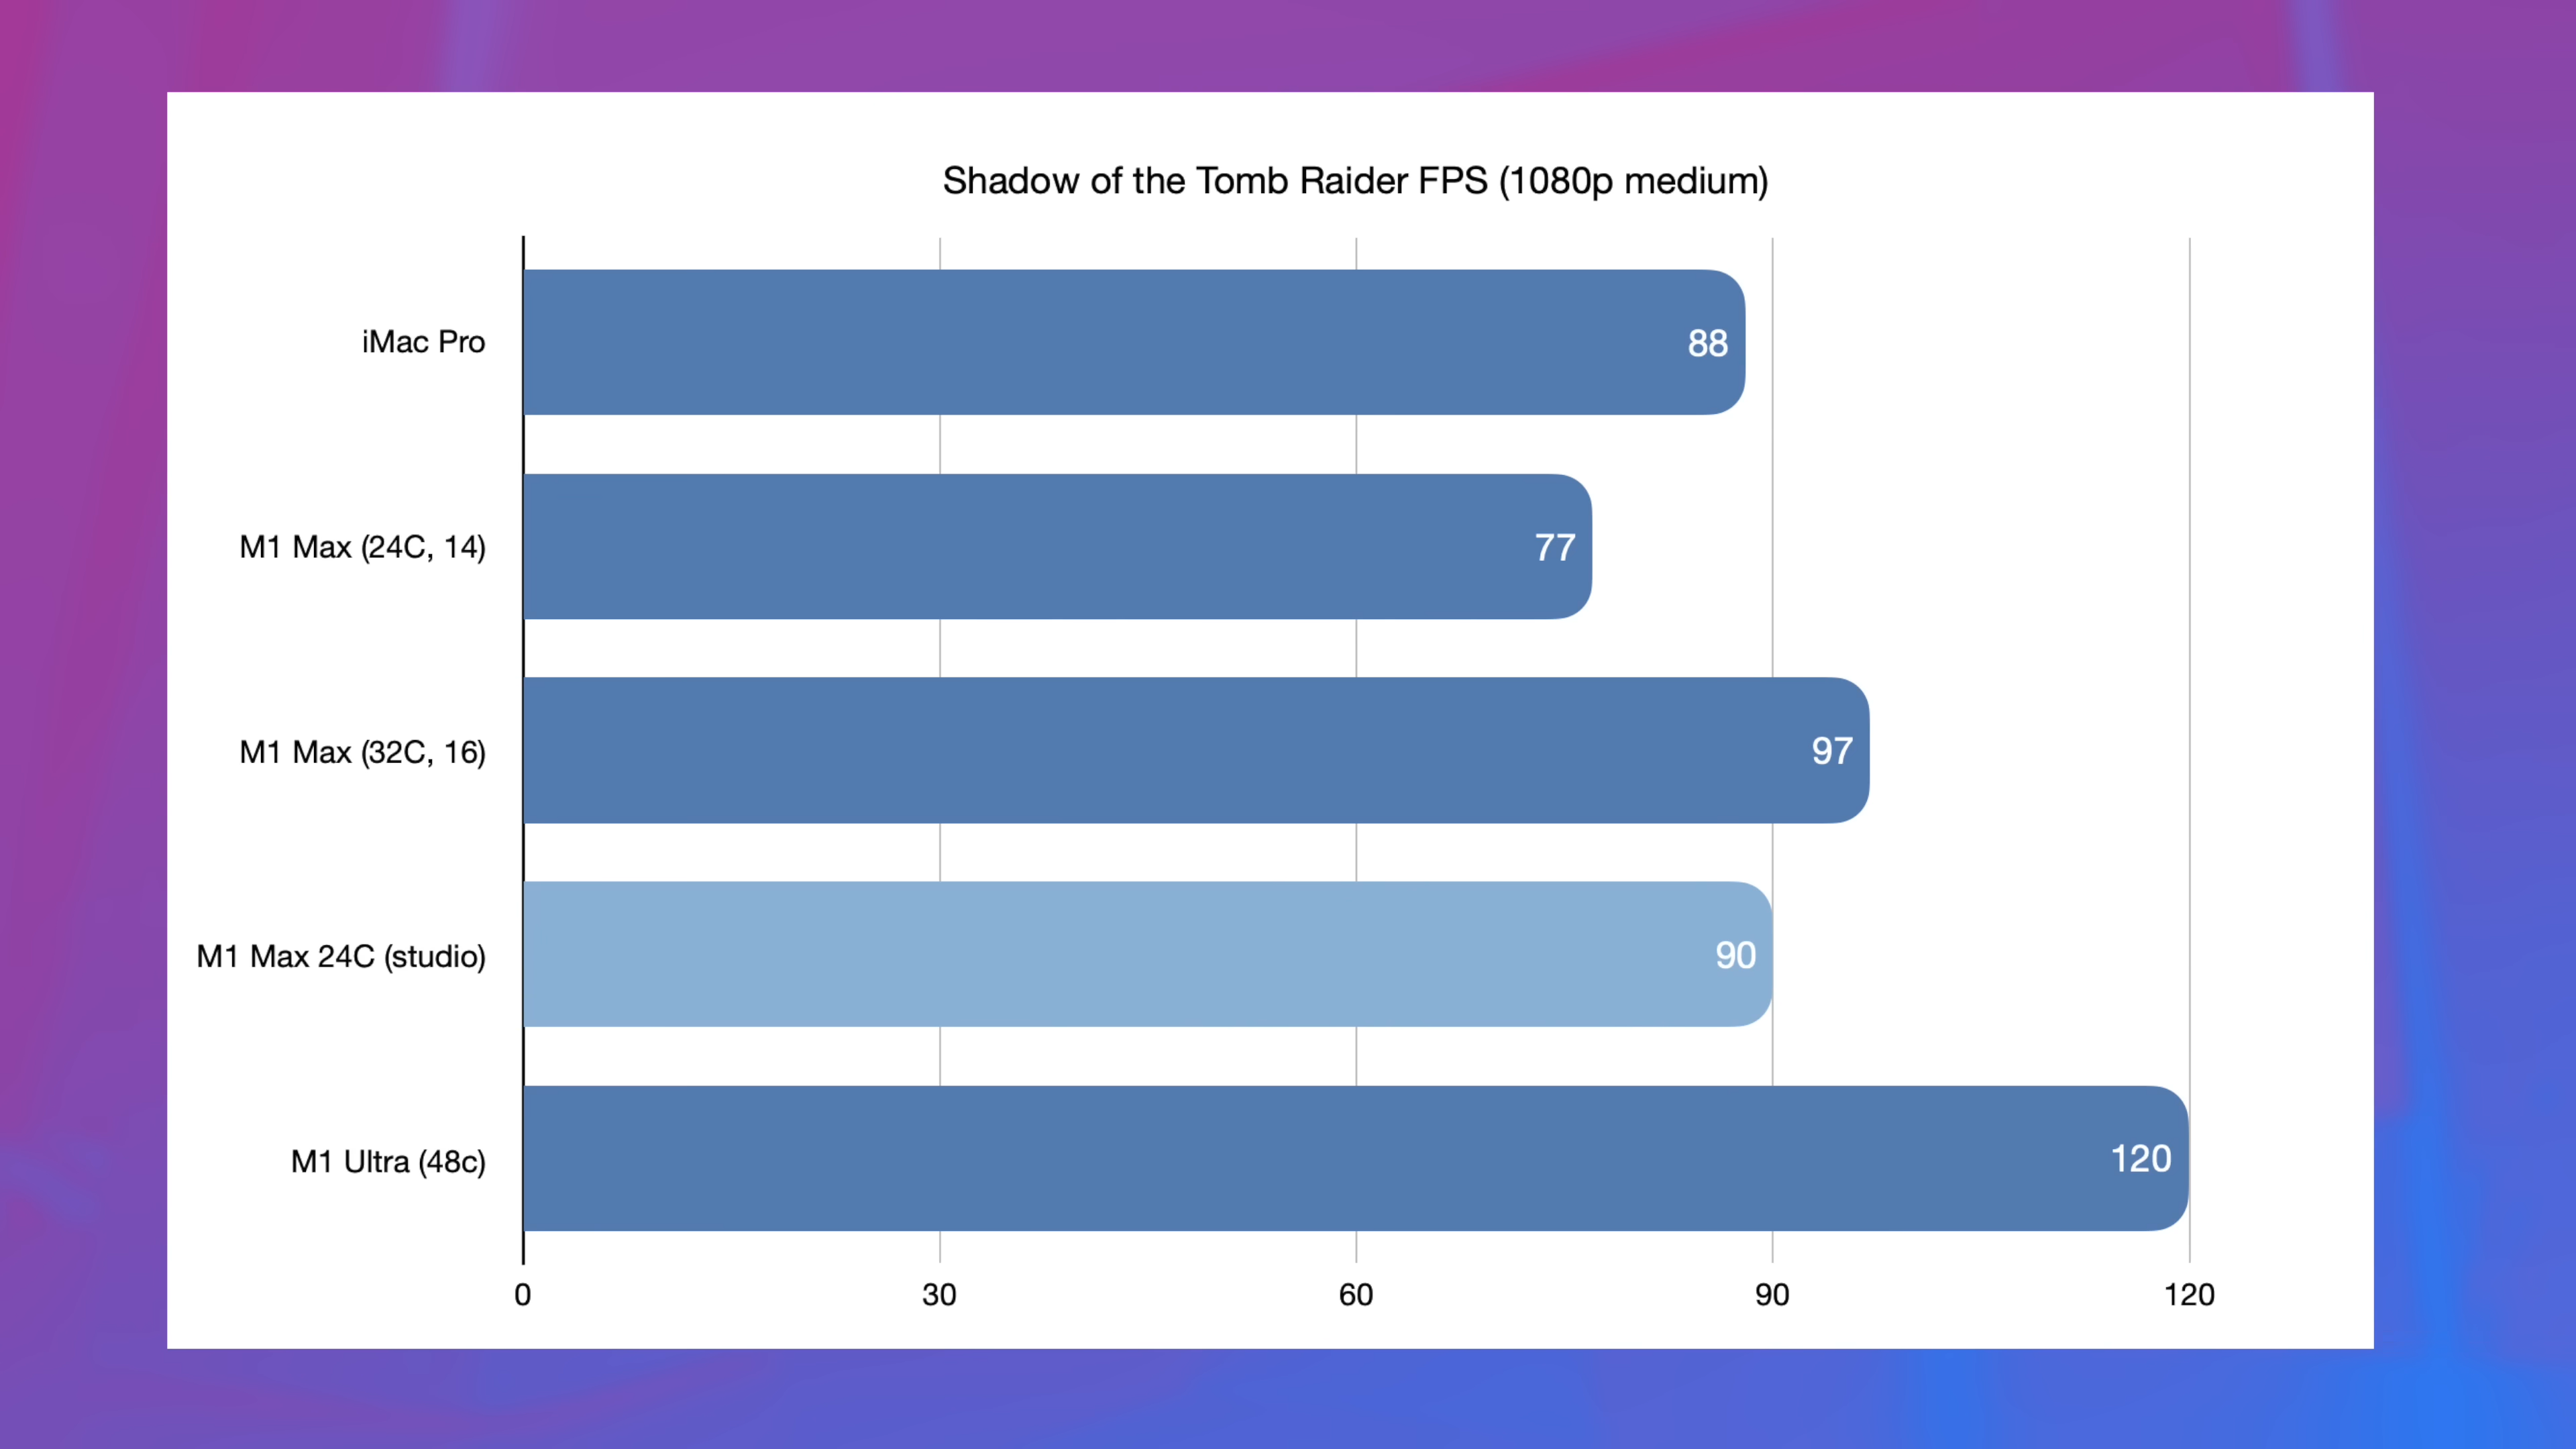 Shadow of the Tomb Raider FPS (1080p medium)
iMac Pro
88
M1 Max (24C, 14)
77
M1 Max (32C, 16)
97
M1 Max 24C (studio)
90
M1 Ultra (48c)
120
0 30 60 90 120